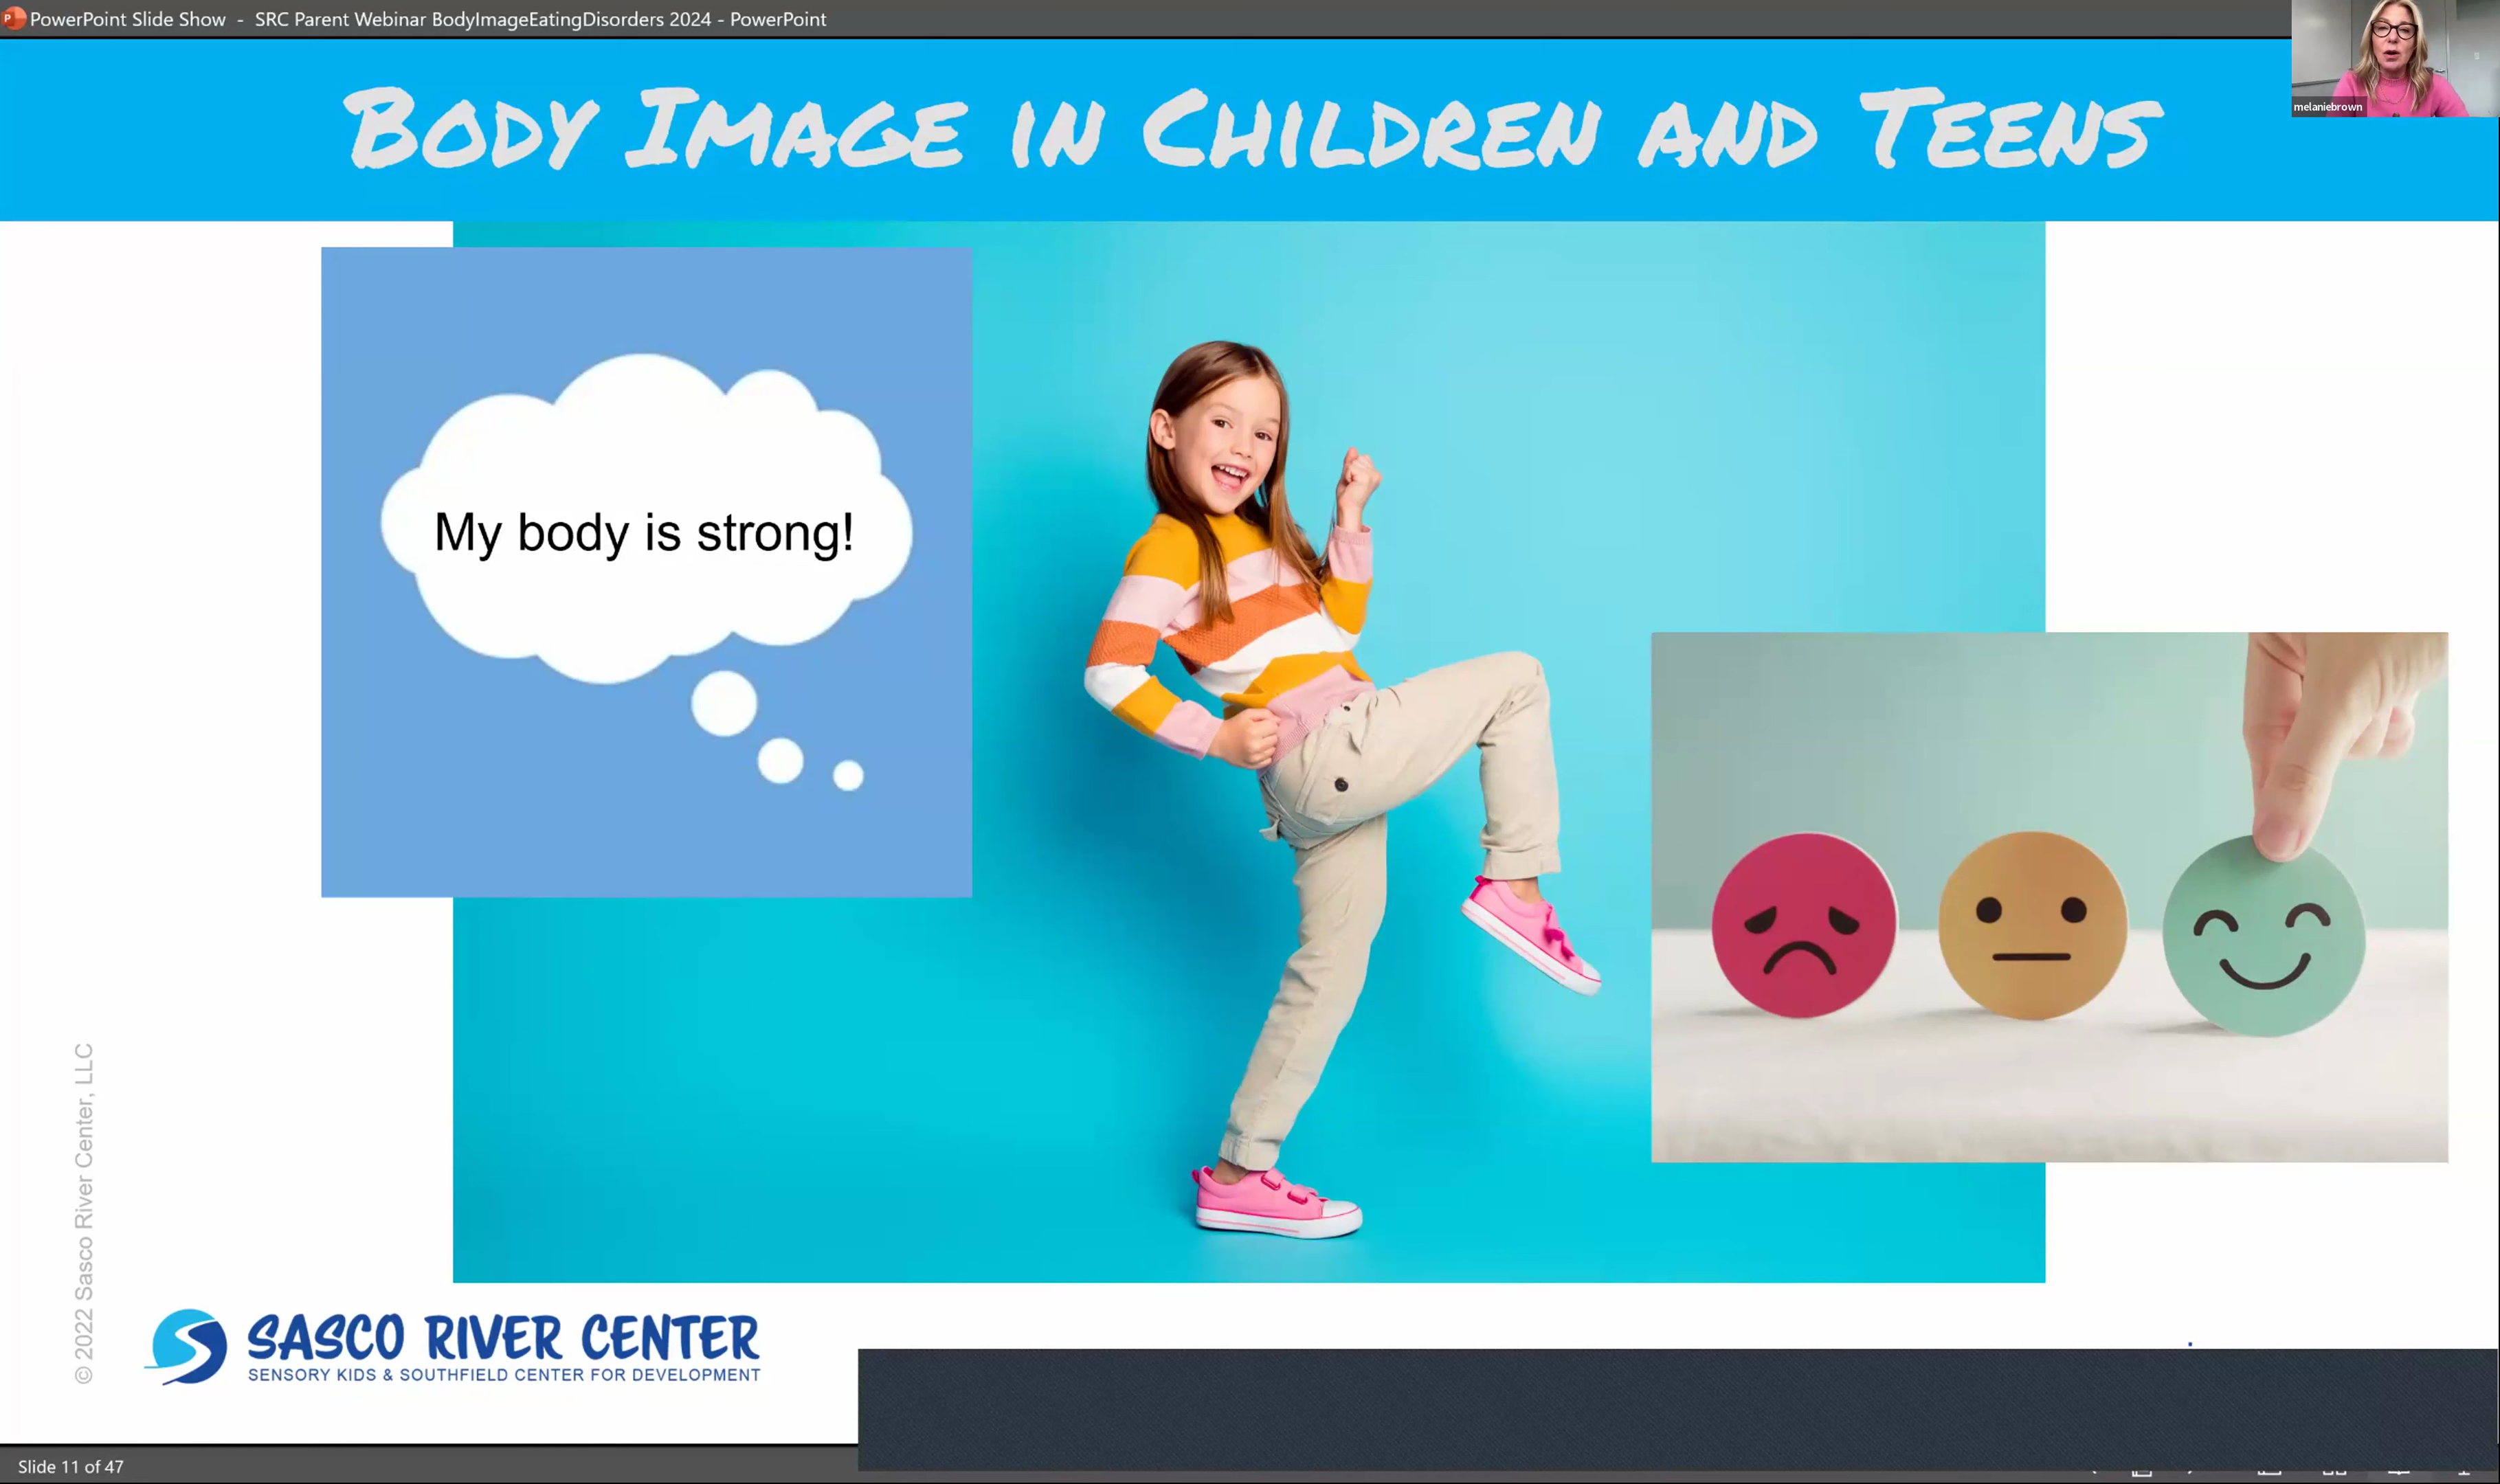 PowerPoint Slide Show - SRC Parent Webinar BodyImageEatingDisorders 2024 - PowerPoint
melaniebrown
Body Image in Children and Teens
My body is strong!
© 2022 Sasco River Center, LLC
SASCO RIVER CENTER
SENSORY KIDS & SOUTHFIELD CENTER FOR DEVELOPMENT
Slide 11 of 47